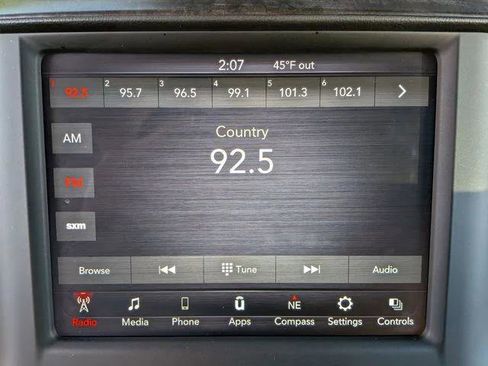 2:07 45°F out
1 92.5 2 95.7 3 96.5 4 99.1 5 101.3 6 102.1
AM
Country
92.5
FM
sxm
Browse Tune Audio
NE
Radio Media Phone Apps Compass Settings Controls